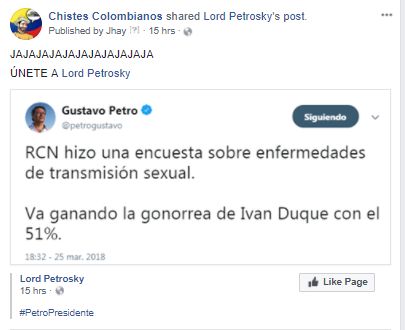 Chistes Colombianos shared Lord Petrosky's post.
Published by Jhay [?] · 15 hrs ·
JAJAJAJAJAJAJAJAJAJAJA
ÚNETE A Lord Petrosky
Gustavo Petro
@petrogustavo
Siguiendo
RCN hizo una encuesta sobre enfermedades
de transmisión sexual.
Va ganando la gonorrea de Ivan Duque con el
51%.
18:32 - 25 mar. 2018
Lord Petrosky
15 hrs ·
Like Page
#PetroPresidente